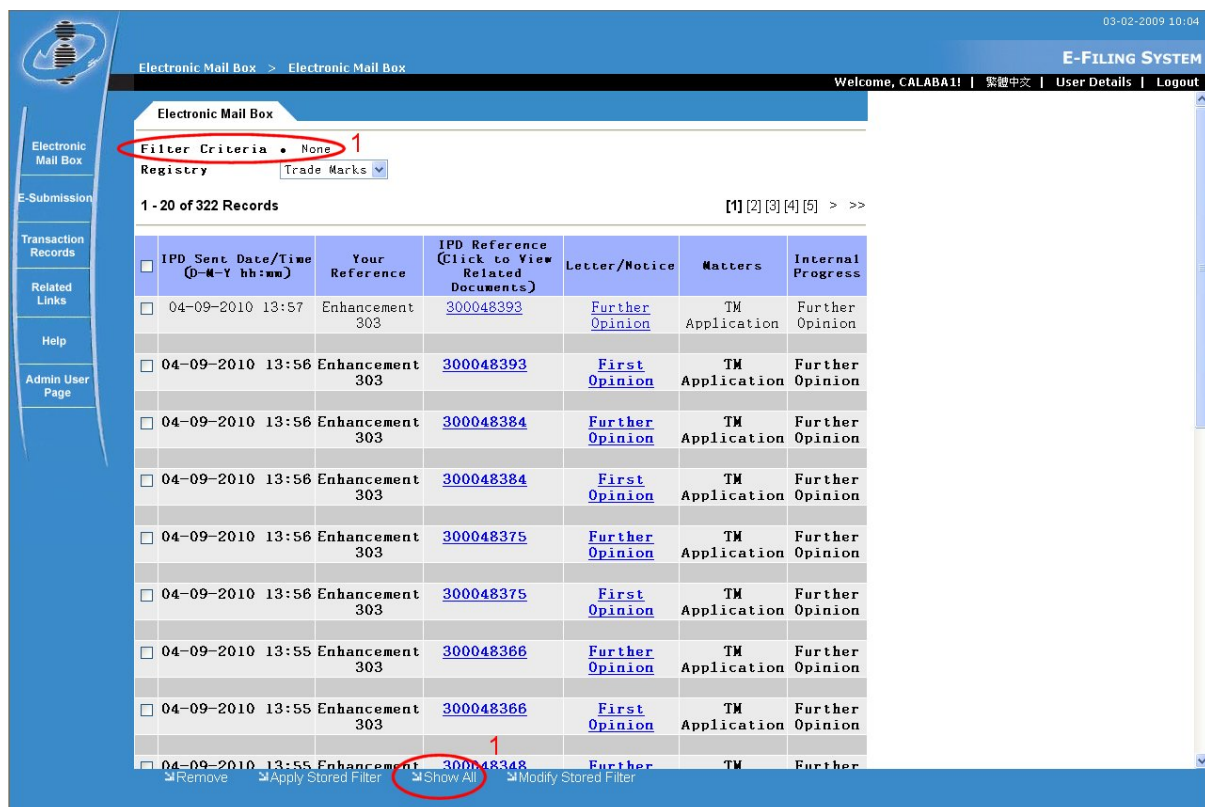 03-02-2009 10:04
E-FILING SYSTEM
Electronic Mail Box > Electronic Mail Box
Welcome, CALABA1! | 繁體中文 | User Details | Logout
Electronic Mail Box
E-Submission
Transaction Records
Related Links
Help
Admin User Page
Electronic Mail Box
Filter Criteria • None 1
Registry Trade Marks
1 - 20 of 322 Records [1] [2] [3] [4] [5] > >>
IPD Sent Date/Time (D-M-Y hh:mm) Your Reference IPD Reference (Click to View Related Documents) Letter/Notice Matters Internal Progress
04-09-2010 13:57 Enhancement 303 300048393 Further Opinion TM Application Further Opinion
04-09-2010 13:56 Enhancement 303 300048393 First Opinion TM Application Further Opinion
04-09-2010 13:56 Enhancement 303 300048384 Further Opinion TM Application Further Opinion
04-09-2010 13:56 Enhancement 303 300048384 First Opinion TM Application Further Opinion
04-09-2010 13:56 Enhancement 303 300048375 Further Opinion TM Application Further Opinion
04-09-2010 13:56 Enhancement 303 300048375 First Opinion TM Application Further Opinion
04-09-2010 13:55 Enhancement 303 300048366 Further Opinion TM Application Further Opinion
04-09-2010 13:55 Enhancement 303 300048366 First Opinion TM Application Further Opinion
1
04-09-2010 13:55 Enhancement 300048348 Further TM Further
Remove Apply Stored Filter Show All Modify Stored Filter